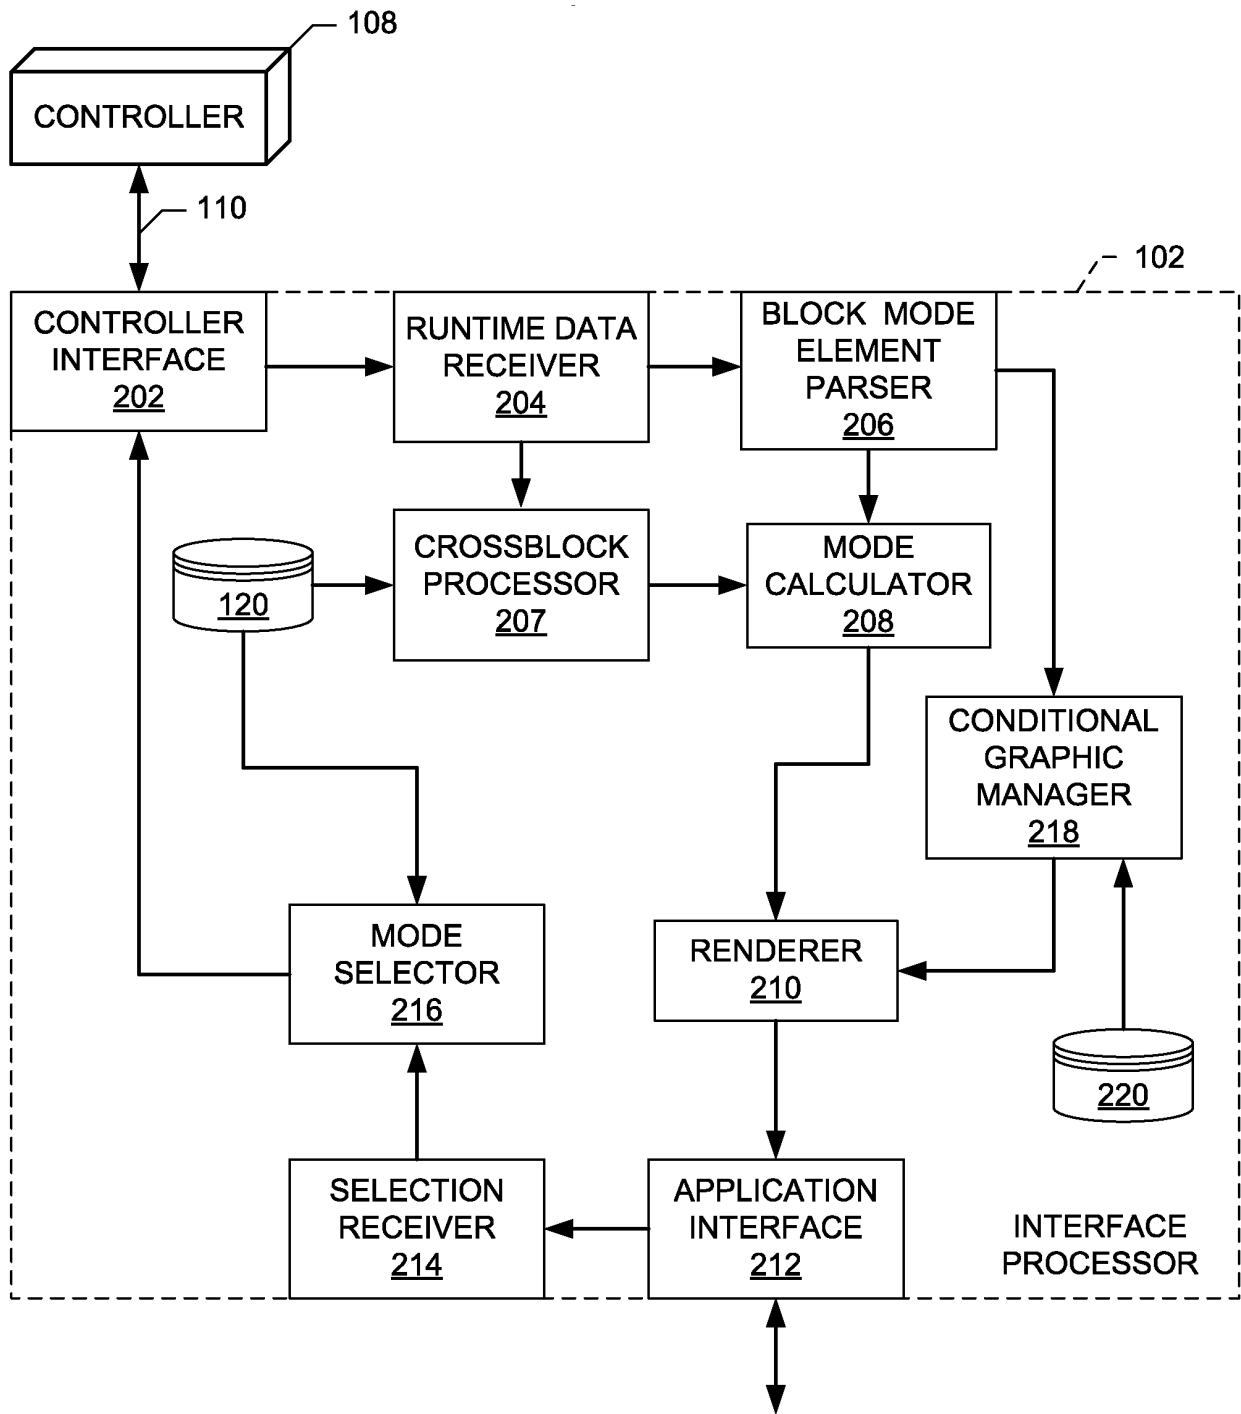 108
CONTROLLER
110
102
CONTROLLER
INTERFACE
202
RUNTIME DATA
RECEIVER
204
BLOCK MODE
ELEMENT
PARSER
206
120
CROSSBLOCK
PROCESSOR
207
MODE
CALCULATOR
208
CONDITIONAL
GRAPHIC
MANAGER
218
MODE
SELECTOR
216
RENDERER
210
220
SELECTION
RECEIVER
214
APPLICATION
INTERFACE
212
INTERFACE
PROCESSOR